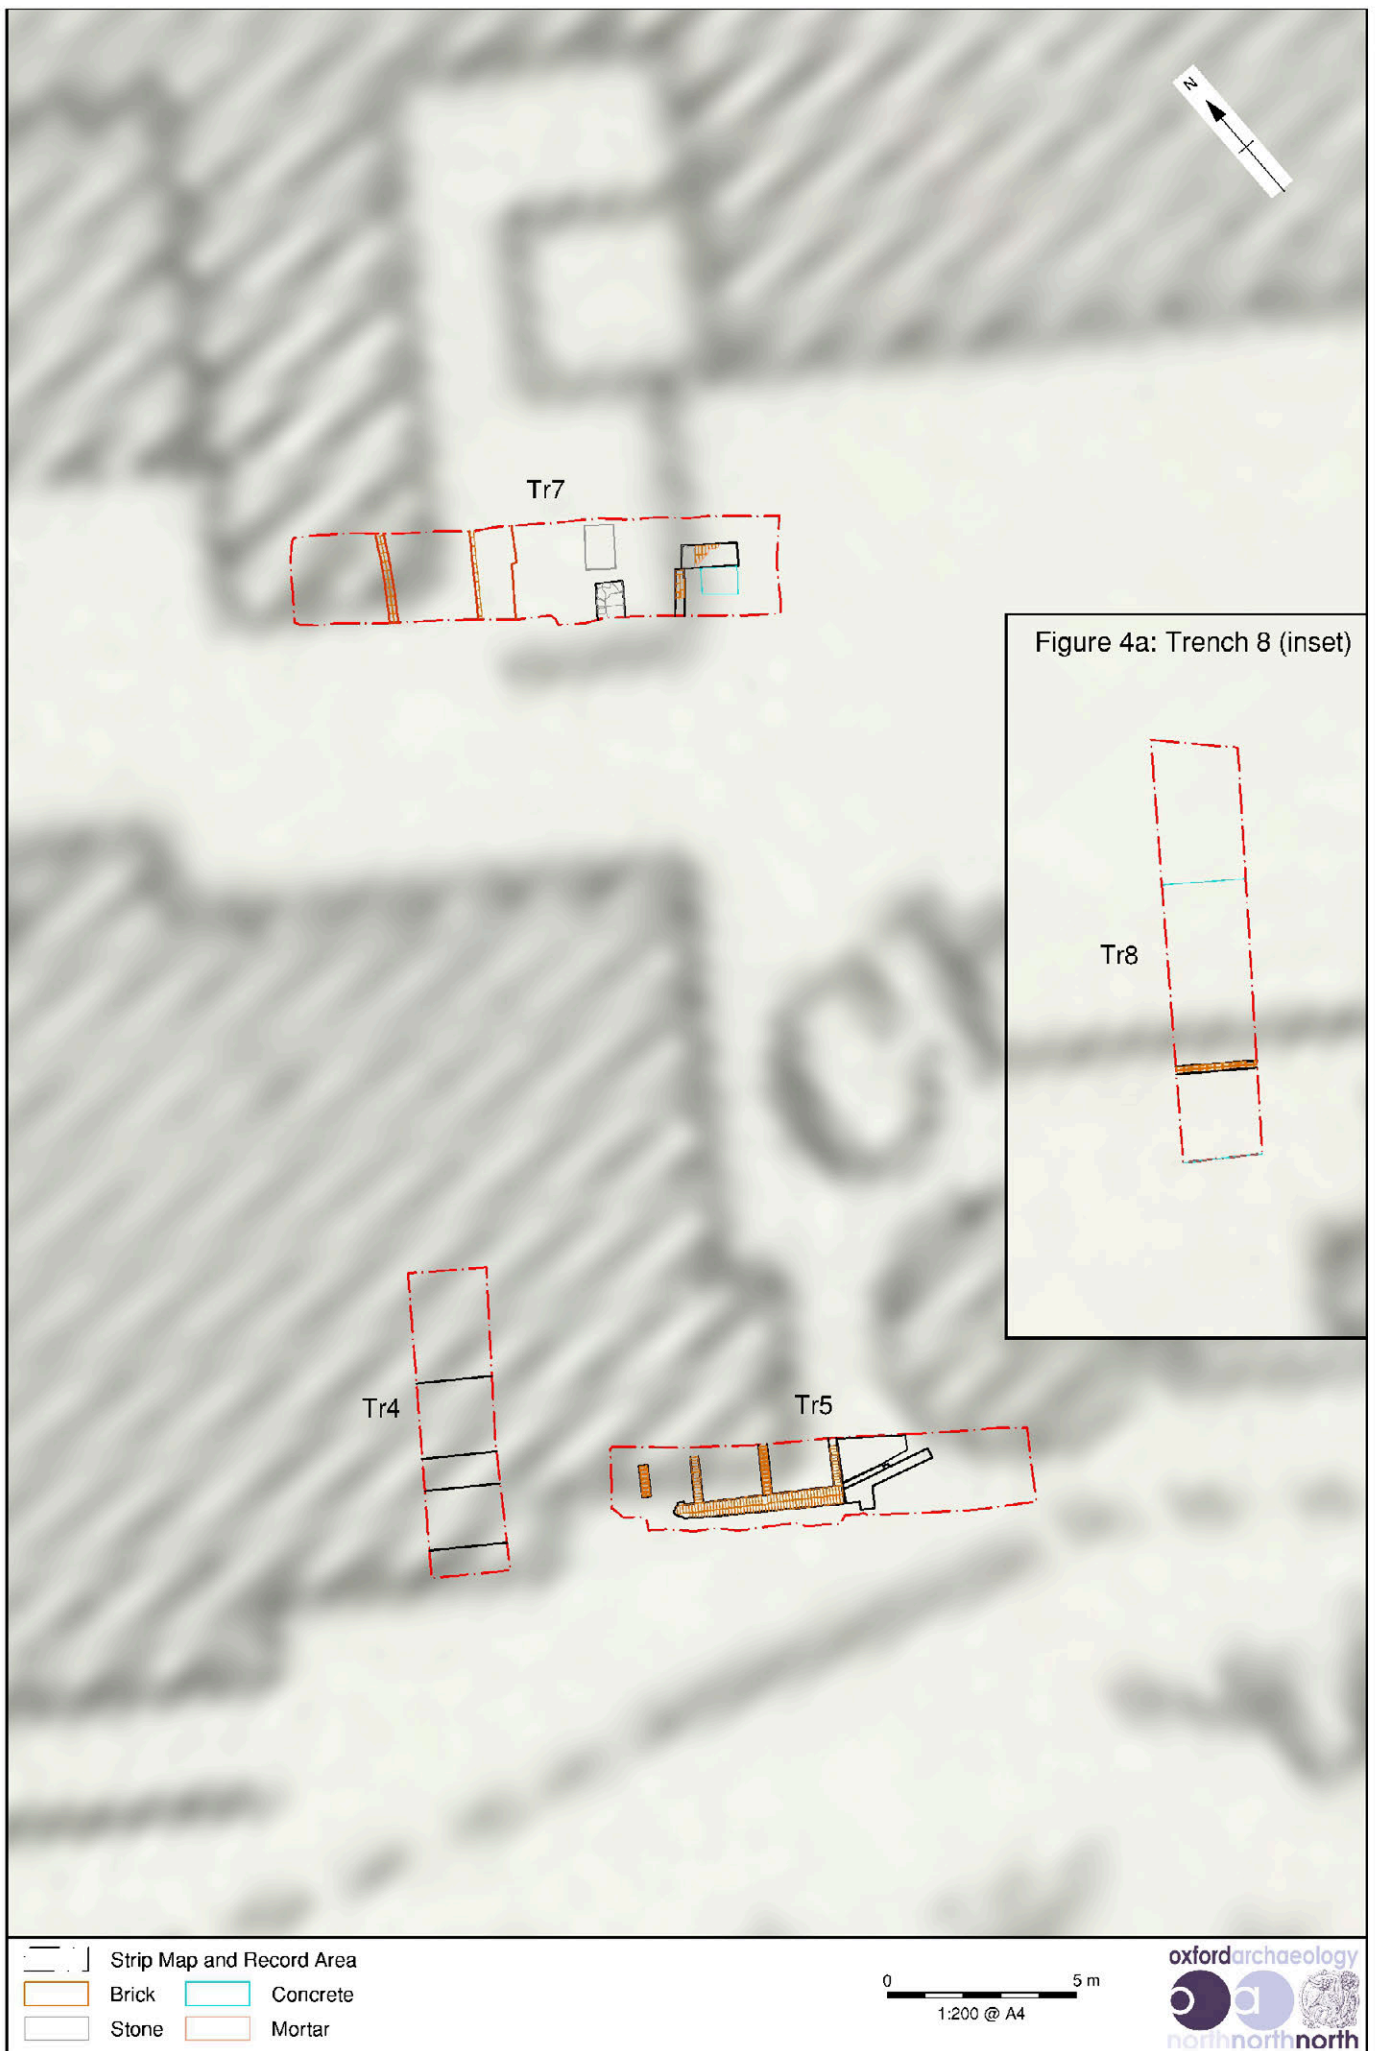 N
Tr7
Figure 4a: Trench 8 (inset)
Tr8
Tr4
Tr5
Strip Map and Record Area
Brick
Concrete
Stone
Mortar
0 5 m
1:200 @ A4
oxfordarchaeology
o a
northnorthnorth